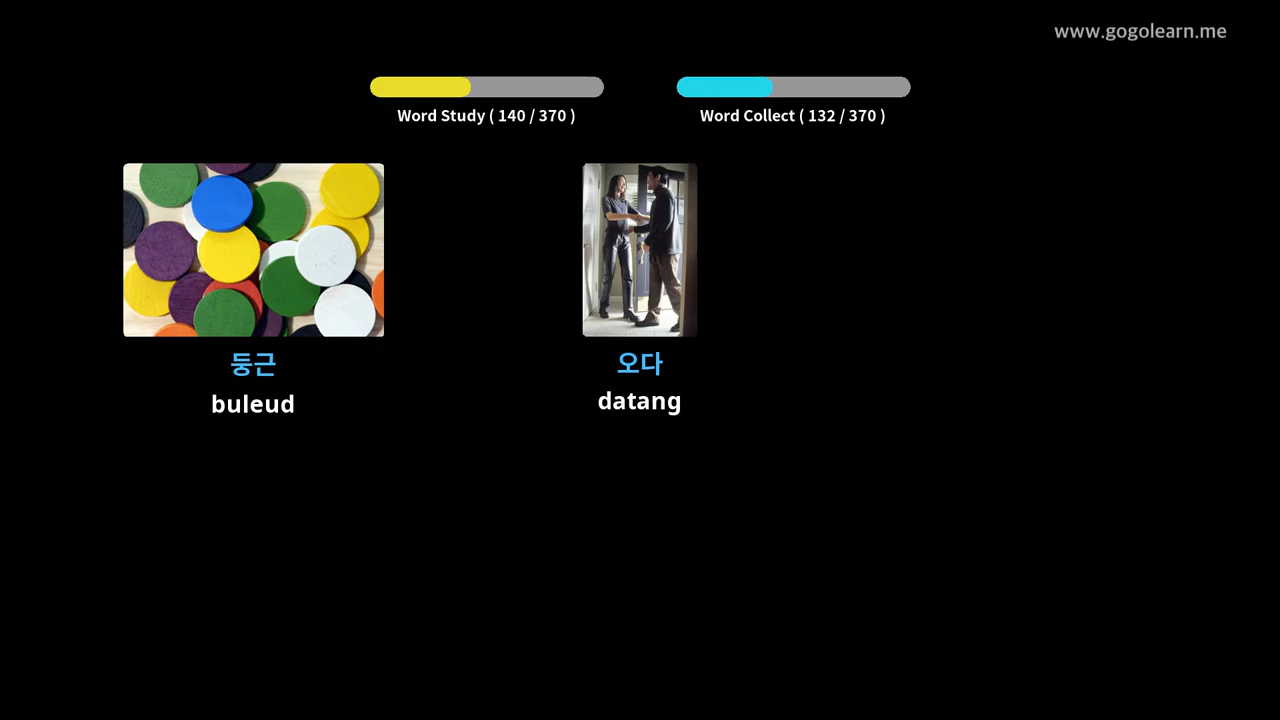 www.gogolearn.me
Word Study ( 140 / 370 )
Word Collect ( 132 / 370 )
둥근
buleud
오다
datang